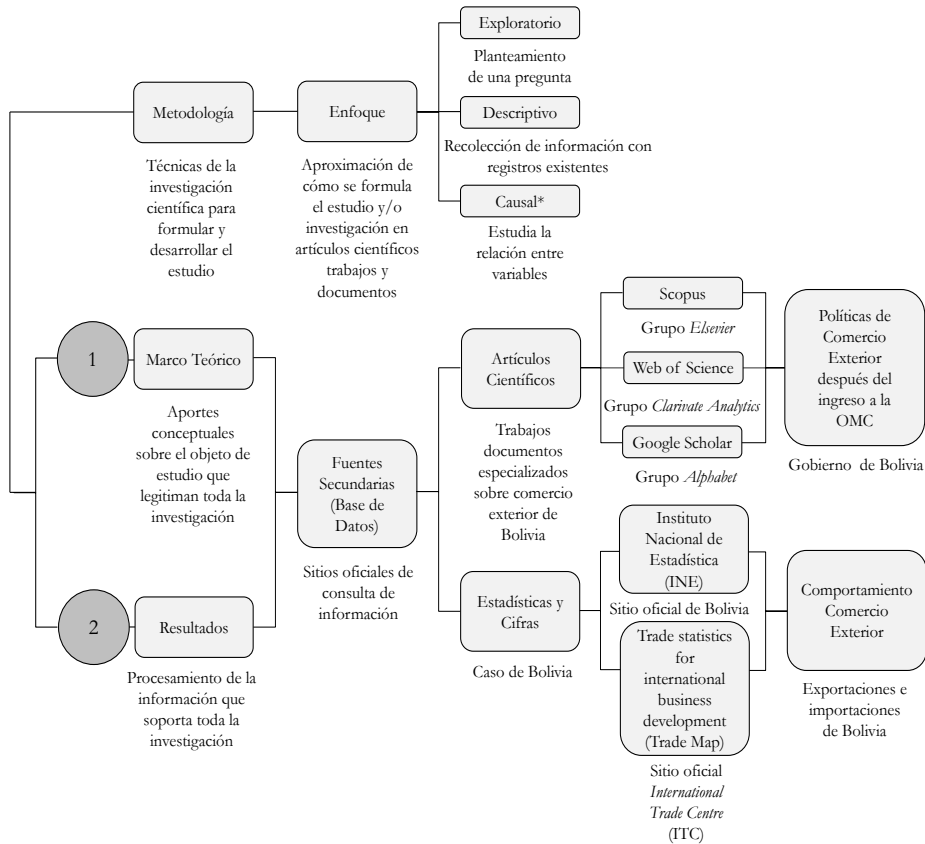 Exploratorio
Planteamiento
de una pregunta
Metodología
Enfoque
Descriptivo
Recolección de información con
registros existentes
Técnicas de la
investigación
científica para
formular y
desarrollar el
estudio
Aproximación de
cómo se formula
el estudio y/o
investigación en
artículos científicos
trabajos y
documentos
Causal*
Estudia la
relación entre
variables
1
Marco Teórico
Aportes
conceptuales
sobre el objeto de
estudio que
legitiman toda la
investigación
2
Resultados
Procesamiento de la
información que
soporta toda la
investigación
Fuentes
Secundarias
(Base de
Datos)
Sitios oficiales de
consulta de
información
Artículos
Científicos
Trabajos
documentos
especializados
sobre comercio
exterior de
Bolivia
Scopus
Grupo Elsevier
Web of Science
Grupo Clarivate Analytics
Google Scholar
Grupo Alphabet
Políticas de
Comercio
Exterior
después del
ingreso a la
OMC
Gobierno de Bolivia
Estadísticas y
Cifras
Caso de Bolivia
Instituto
Nacional de
Estadística
(INE)
Sitio oficial de Bolivia
Trade statistics
for
international
business
development
(Trade Map)
Sitio oficial
International
Trade Centre
(ITC)
Comportamiento
Comercio
Exterior
Exportaciones e
importaciones
de Bolivia